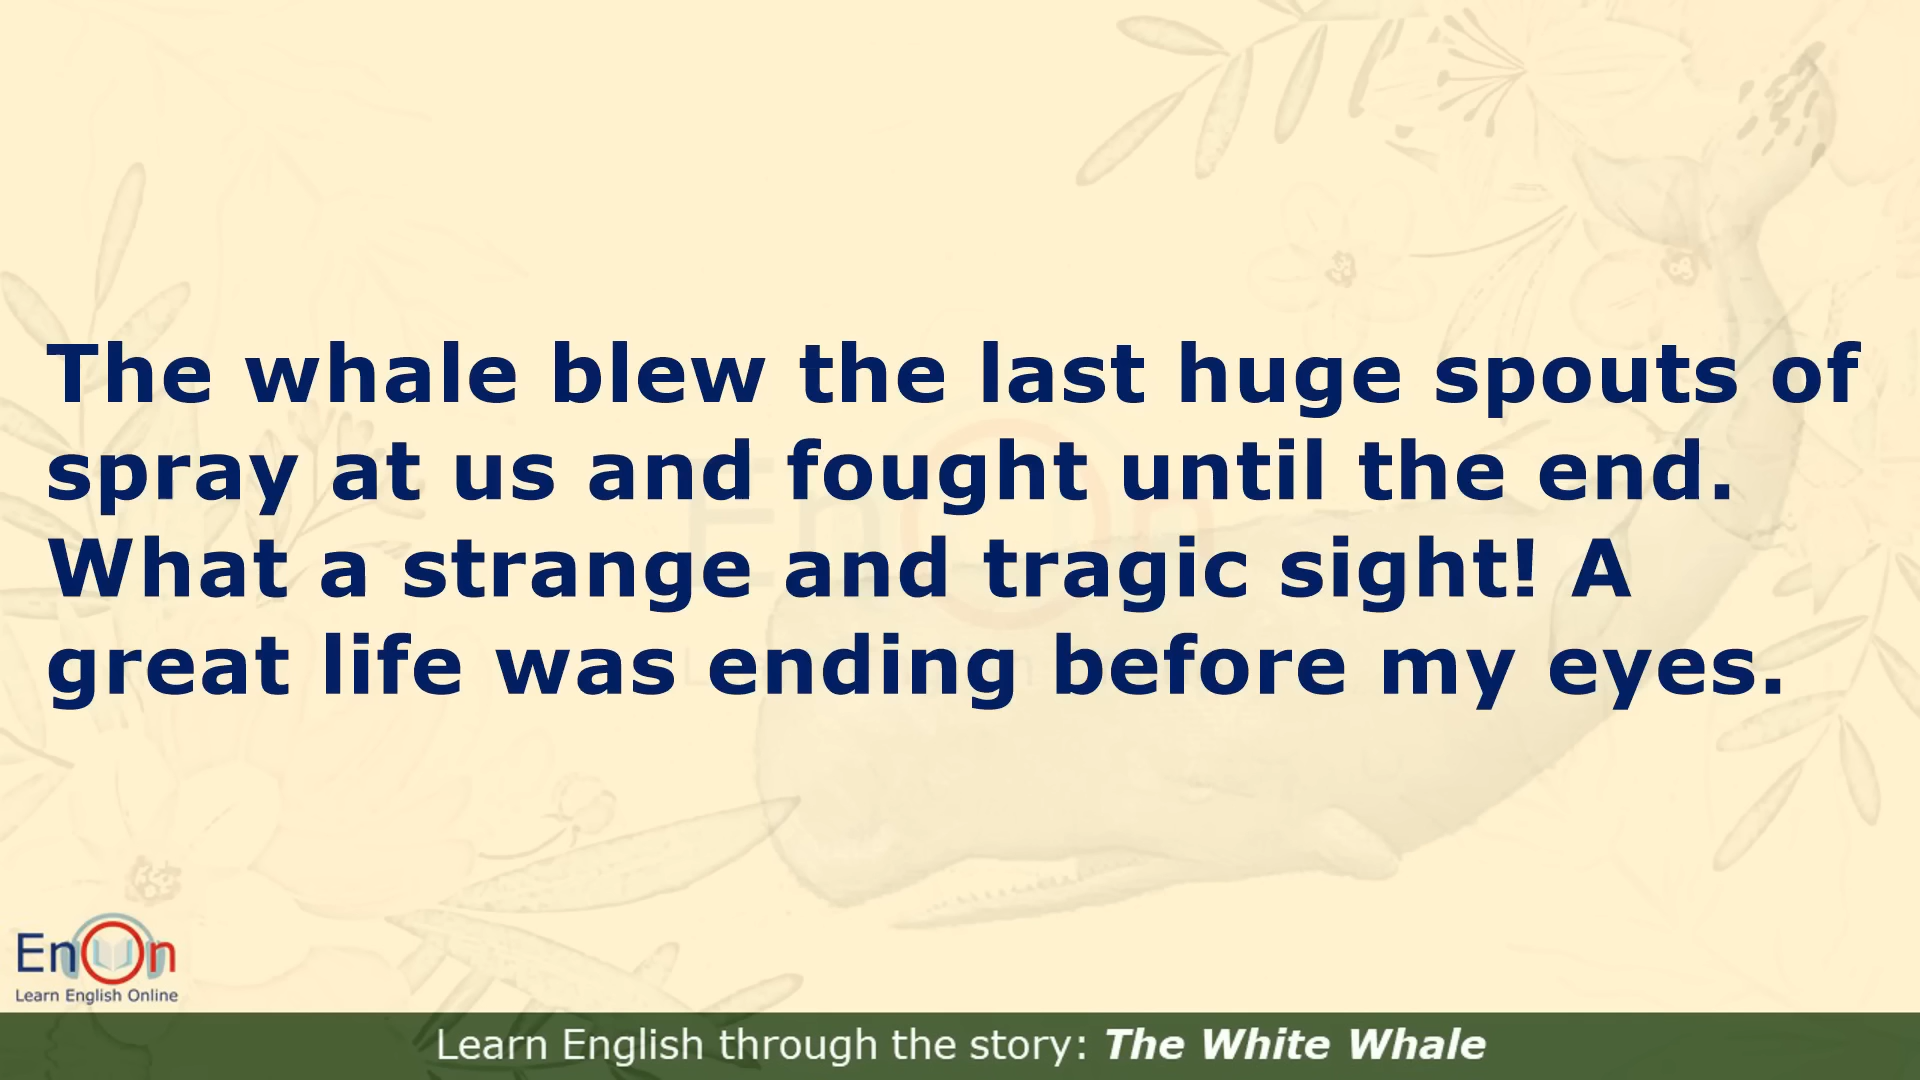 The whale blew the last huge spouts of
spray at us and fought until the end.
What a strange and tragic sight! A
great life was ending before my eyes.
EnOn
Learn English Online
Learn English through the story: The White Whale